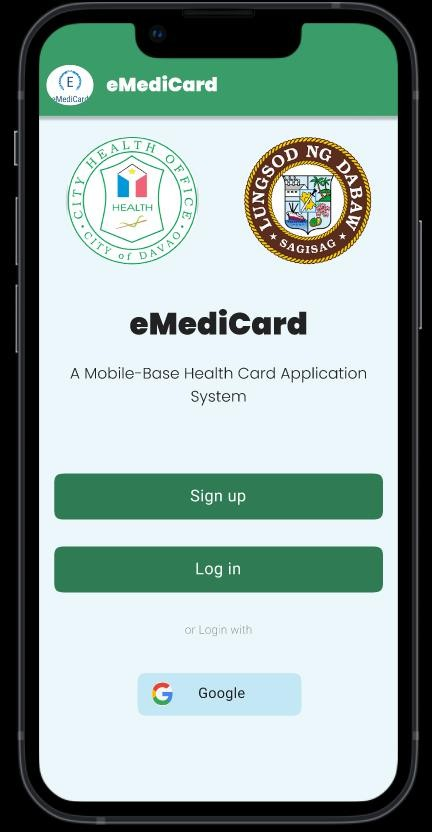 E
eMediCard
eMediCard
CITY HEALTH OFFICE
HEALTH
CITY of DAVAO
LUNGSOD NG DABAW
SAGISAG
eMediCard
A Mobile-Base Health Card Application
System
Sign up
Log in
or Login with
Google